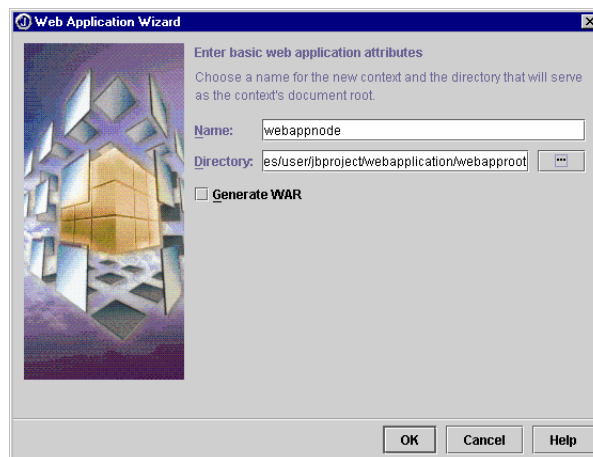 Web Application Wizard
Enter basic web application attributes
Choose a name for the new context and the directory that will serve
as the context's document root.
Name: webappnode
Directory: es/user/jbproject/webapplication/webapproot ...
Generate WAR
OK Cancel Help